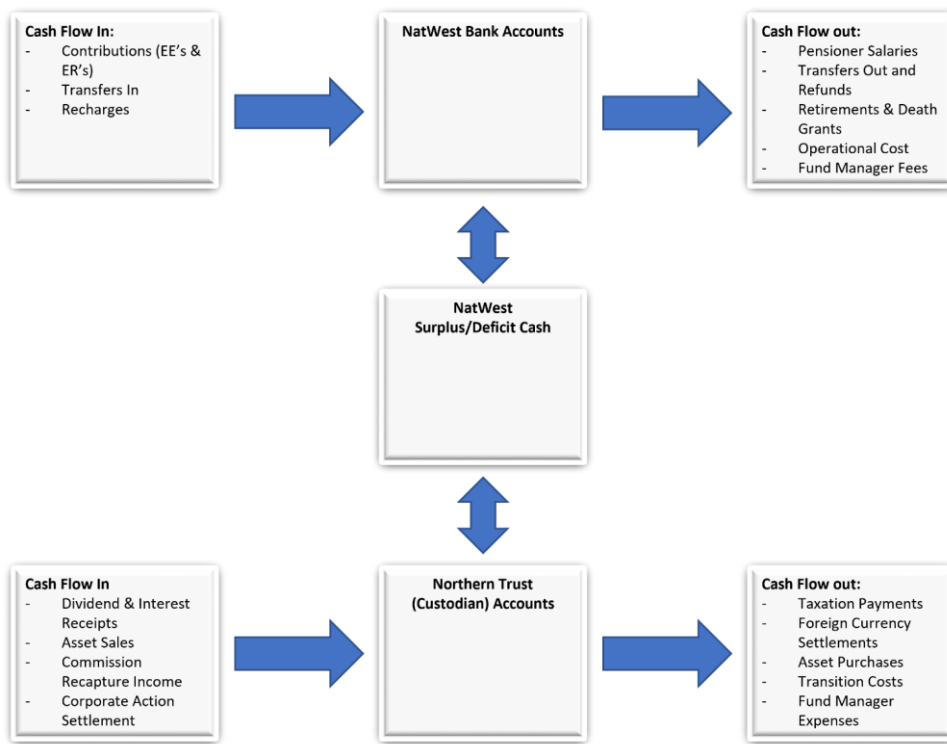 Cash Flow In:
- Contributions (EE's &
ER's)
- Transfers In
- Recharges
NatWest Bank Accounts
Cash Flow out:
- Pensioner Salaries
- Transfers Out and
Refunds
- Retirements & Death
Grants
- Operational Cost
- Fund Manager Fees
NatWest
Surplus/Deficit Cash
Cash Flow In
- Dividend & Interest
Receipts
- Asset Sales
- Commission
Recapture Income
- Corporate Action
Settlement
Northern Trust
(Custodian) Accounts
Cash Flow out:
- Taxation Payments
- Foreign Currency
Settlements
- Asset Purchases
- Transition Costs
- Fund Manager
Expenses